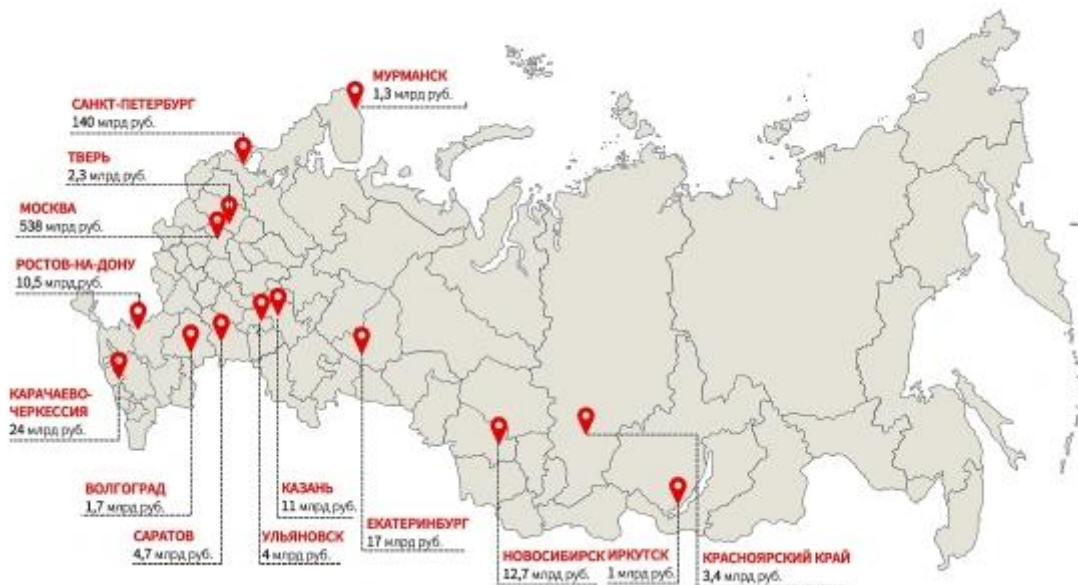 МУРМАНСК
1,3 млрд руб.
САНКТ-ПЕТЕРБУРГ
140 млрд руб.
ТВЕРЬ
2,3 млрд руб.
МОСКВА
538 млрд руб.
РОСТОВ-НА-ДОНУ
10,5 млрд руб.
КАРАЧАЕВО-
ЧЕРКЕССИЯ
24 млрд руб.
ВОЛГОГРАД
1,7 млрд руб.
САРАТОВ
4,7 млрд руб.
УЛЬЯНОВСК
4 млрд руб.
КАЗАНЬ
11 млрд руб.
ЕКАТЕРИНБУРГ
17 млрд руб.
НОВОСИБИРСК
12,7 млрд руб.
ИРКУТСК
1 млрд руб.
КРАСНОЯРСКИЙ КРАЙ
3,4 млрд руб.